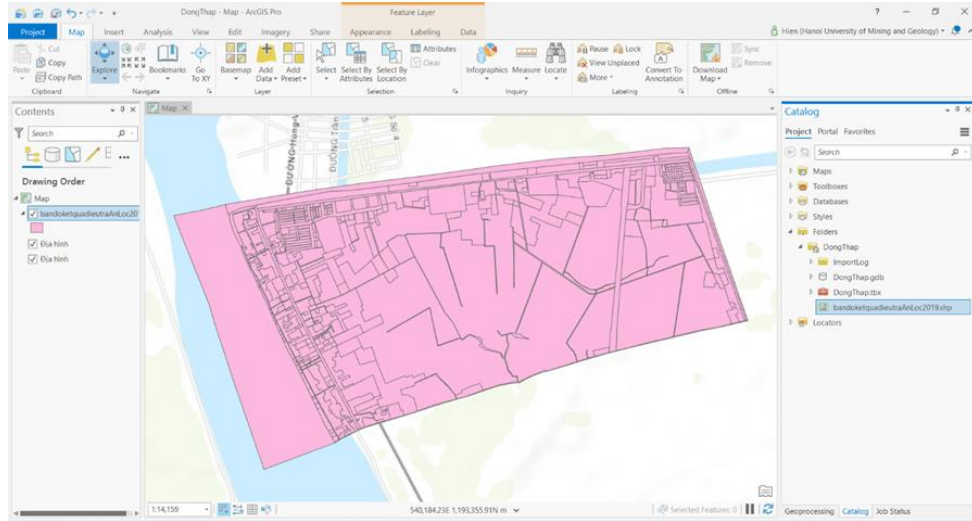 DongThap - Map - ArcGIS Pro
Feature Layer
?
Project Map Insert Analysis View Edit Imagery Share Appearance Labeling Data
Hien (Hanoi University of Mining and Geology)
Paste
Cut
Copy
Copy Path
Clipboard
Explore
Bookmarks
Go To XY
Navigate
Basemap
Add Data
Add Preset
Layer
Select
Select By Attributes
Select By Location
Attributes
Clear
Selection
Infographics
Measure
Locate
Inquiry
Pause
Lock
View Unplaced
More
Convert To Annotation
Labeling
Download Map
Sync
Remove
Offline
Contents
Search
Drawing Order
Map
bandoketquadieutraAnLoc20
Địa hình
Địa hình
Map
ĐƯỜNG-Hùng-V
ĐƯỜNG Trần
Số 4
1:14,159
540,184.23E 1,193,355.91N m
Selected Features: 0
Catalog
Project Portal Favorites
Search
Maps
Toolboxes
Databases
Styles
Folders
DongThap
ImportLog
DongThap.gdb
DongThap.tbx
bandoketquadieutraAnLoc2019.shp
Locators
Geoprocessing Catalog Job Status